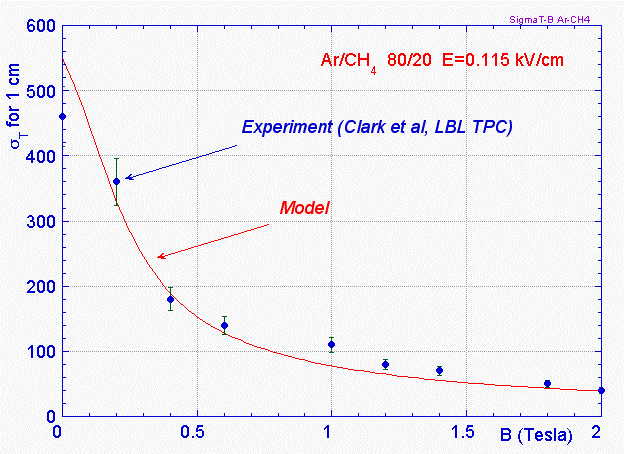 SigmaT-B Ar-CH4
600
Ar/CH4 80/20 E=0.115 kV/cm
500
σT for 1 cm
Experiment (Clark et al, LBL TPC)
400
300
Model
200
100
0
0 0.5 1 1.5 2
B (Tesla)